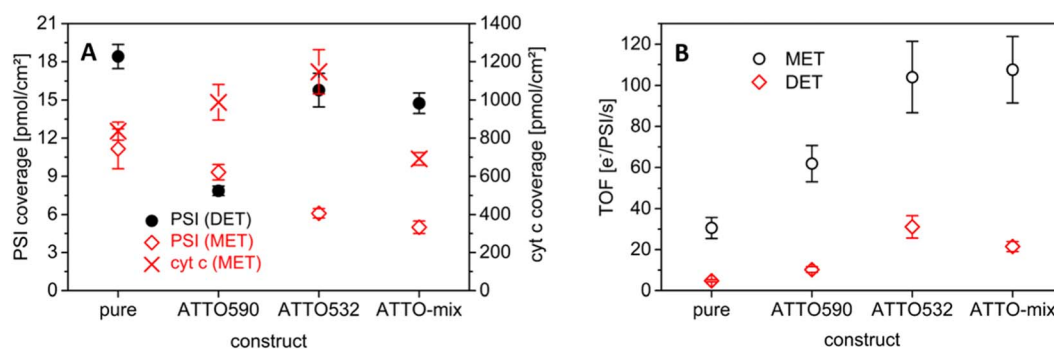 A
PSI coverage [pmol/cm²]
21
18
15
12
9
6
3
0
1400
1200
1000
800
600
400
200
0
cyt c coverage [pmol/cm²]
PSI (DET)
PSI (MET)
cyt c (MET)
pure ATTO590 ATTO532 ATTO-mix
construct
B
TOF [e⁻/PSI/s]
120
100
80
60
40
20
0
MET
DET
pure ATTO590 ATTO532 ATTO-mix
construct